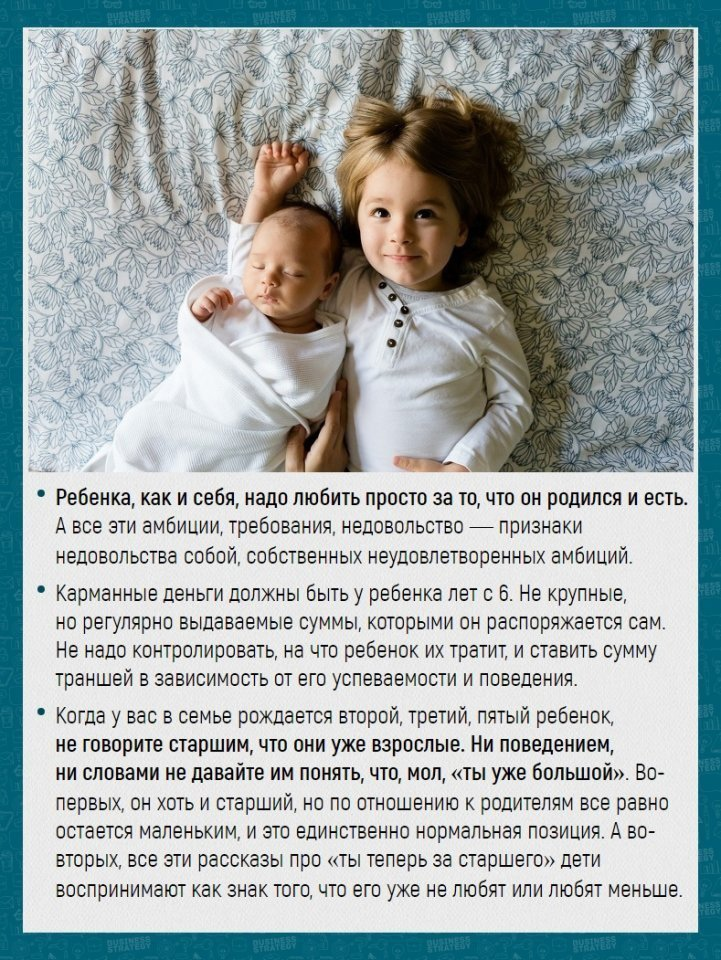 BUSINESS STRATEGY
• Ребенка, как и себя, надо любить просто за то, что он родился и есть.
А все эти амбиции, требования, недовольство — признаки
недовольства собой, собственных неудовлетворенных амбиций.
• Карманные деньги должны быть у ребенка лет с 6. Не крупные,
но регулярно выдаваемые суммы, которыми он распоряжается сам.
Не надо контролировать, на что ребенок их тратит, и ставить сумму
траншей в зависимость от его успеваемости и поведения.
• Когда у вас в семье рождается второй, третий, пятый ребенок,
не говорите старшим, что они уже взрослые. Ни поведением,
ни словами не давайте им понять, что, мол, «ты уже большой». Во-
первых, он хоть и старший, но по отношению к родителям все равно
остается маленьким, и это единственно нормальная позиция. А во-
вторых, все эти рассказы про «ты теперь за старшего» дети
воспринимают как знак того, что его уже не любят или любят меньше.